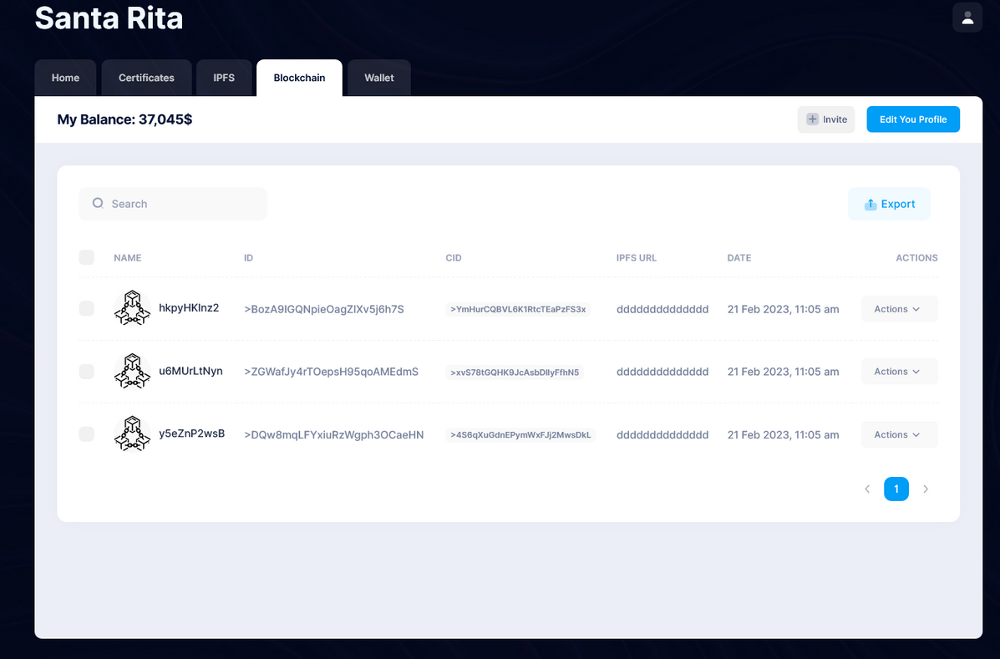 Santa Rita
Home Certificates IPFS Blockchain Wallet
My Balance: 37,045$ Invite Edit You Profile
Search Export
NAME ID CID IPFS URL DATE ACTIONS
hkpyHKlnz2 >BozA9IGQNpieOagZlXv5j6h7S >YmHurCQBVL6K1RtcTEaPzFS3x dddddddddddddd 21 Feb 2023, 11:05 am Actions
u6MUrLtNyn >ZGWafJy4rTOepsH95qoAMEdmS >xvS78tGQHK9JcAsbDIlyFfhN5 dddddddddddddd 21 Feb 2023, 11:05 am Actions
y5eZnP2wsB >DQw8mqLFYxiuRzWgph3OCaeHN >4S6qXuGdnEPymWxFJj2MwsDkL dddddddddddddd 21 Feb 2023, 11:05 am Actions
1